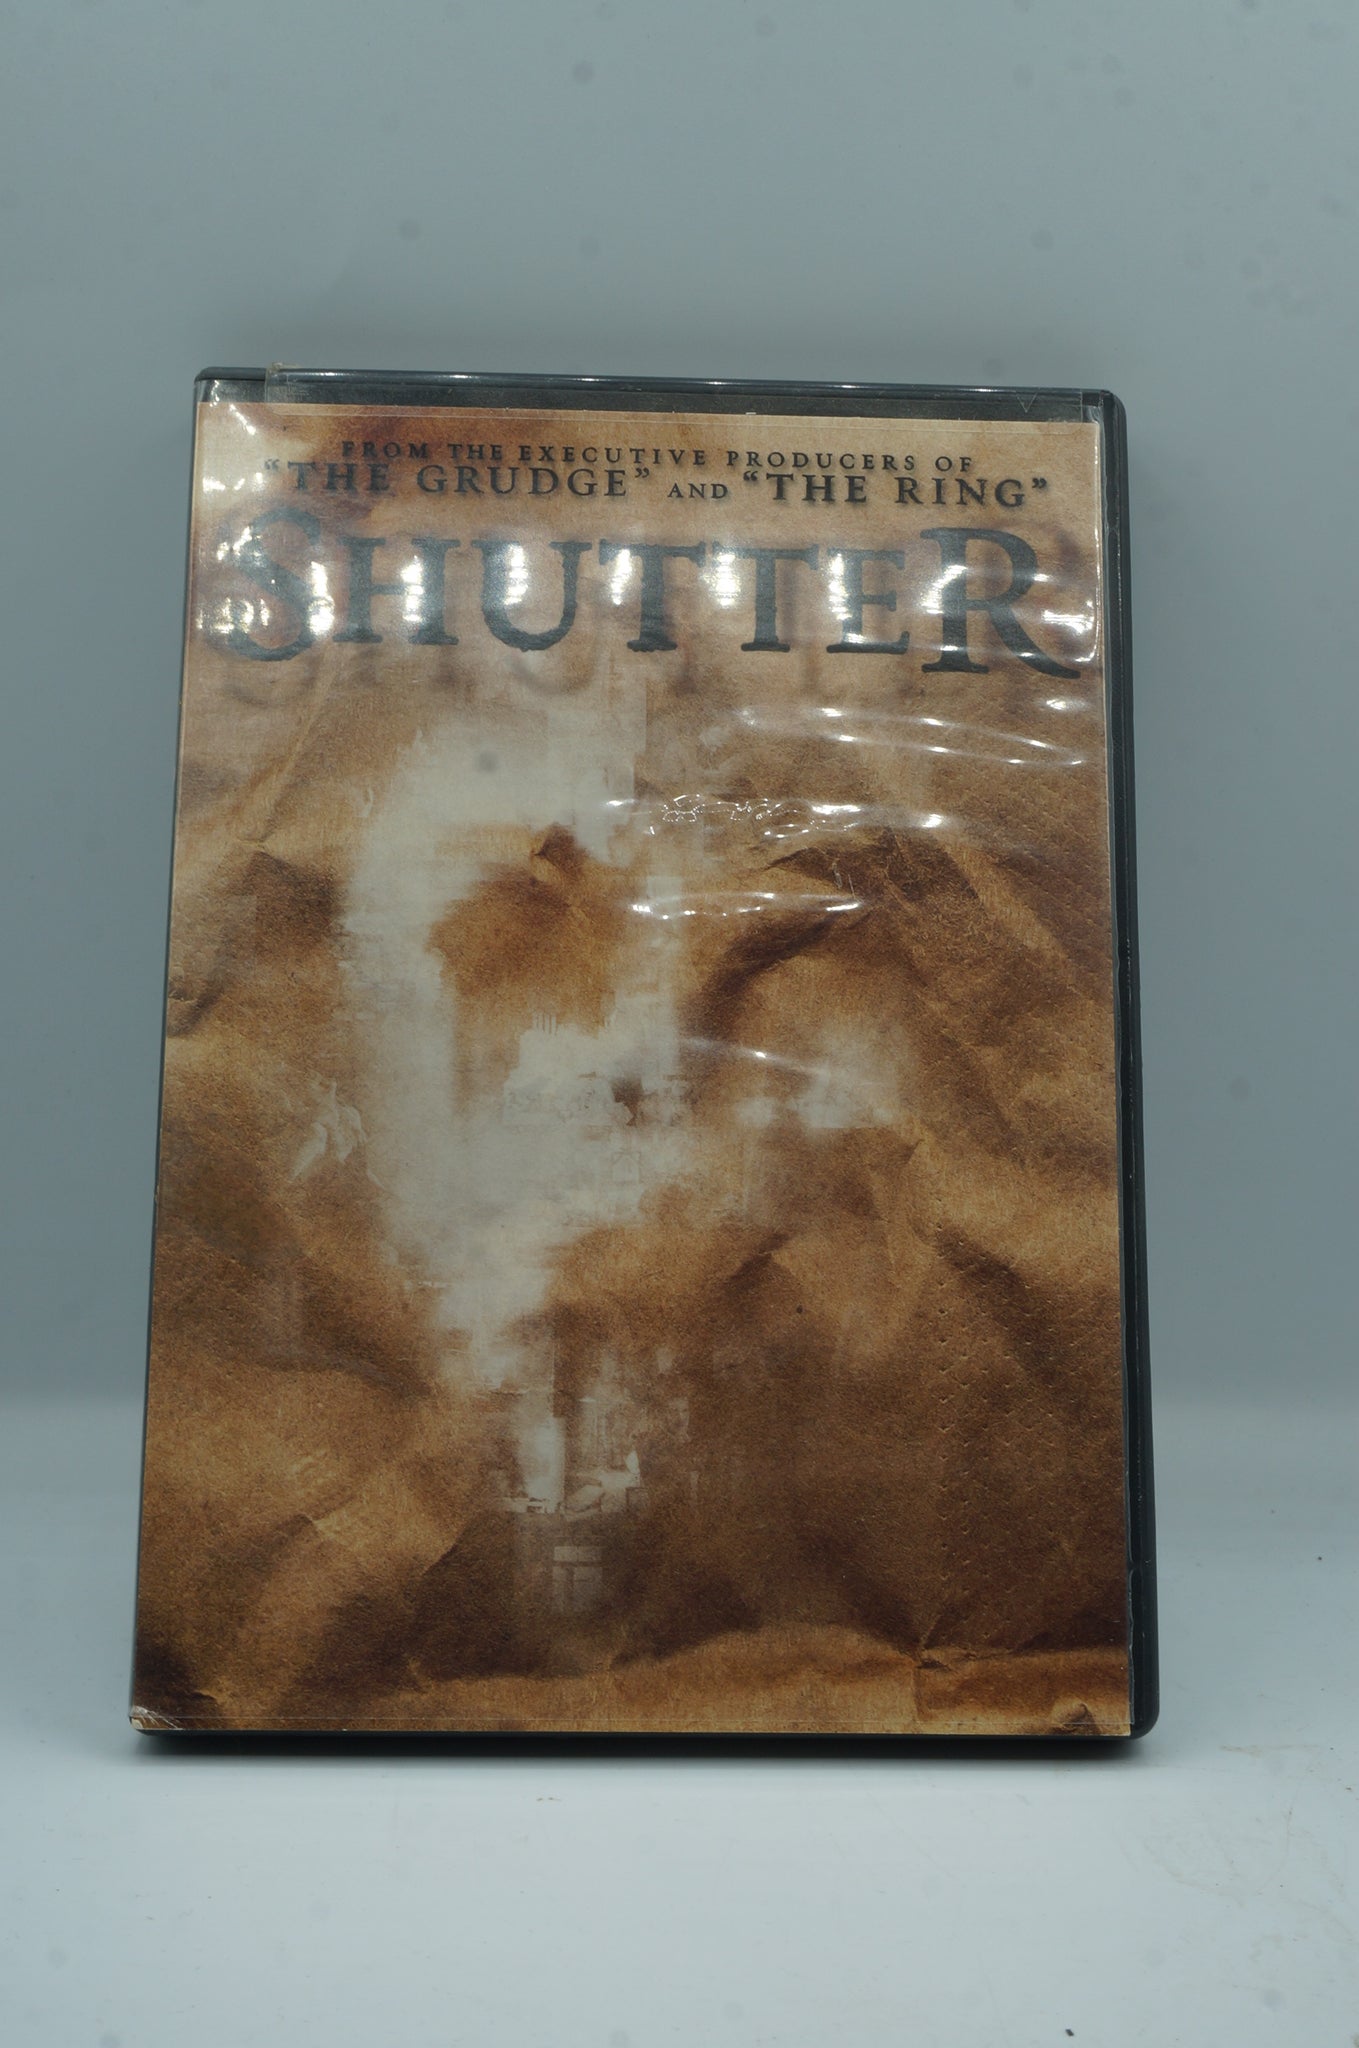 FROM THE EXECUTIVE PRODUCERS OF
“THE GRUDGE” AND “THE RING”
SHUTTER